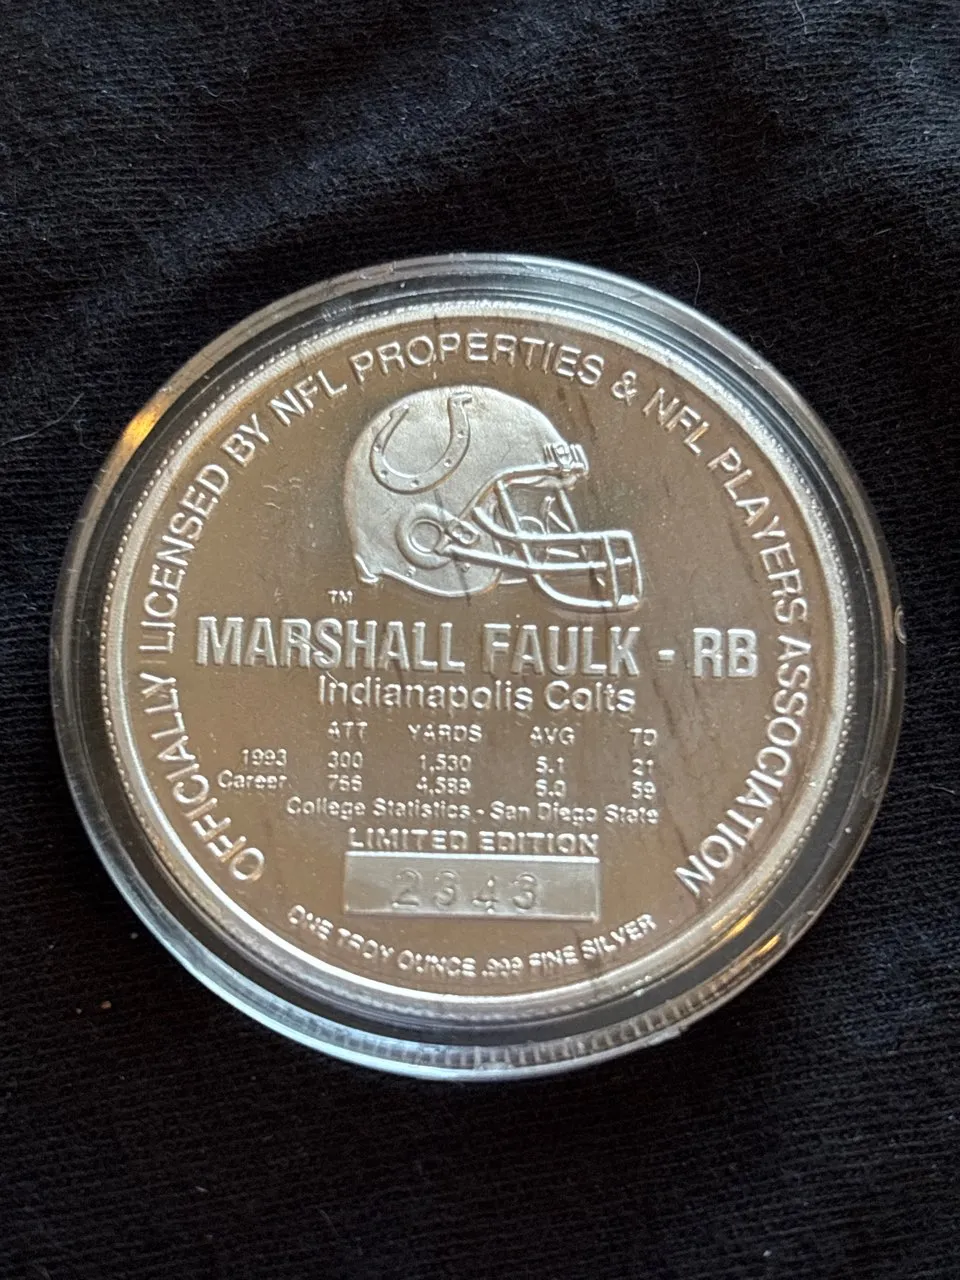 OFFICIALLY LICENSED BY NFL PROPERTIES & NFL PLAYERS ASSOCIATION
TM
MARSHALL FAULK - RB
Indianapolis Colts
ATT YARDS AVG TD
1993 300 1,530 5.1 21
Career 766 4,589 6.0 59
College Statistics - San Diego State
LIMITED EDITION
2343
ONE TROY OUNCE .999 FINE SILVER